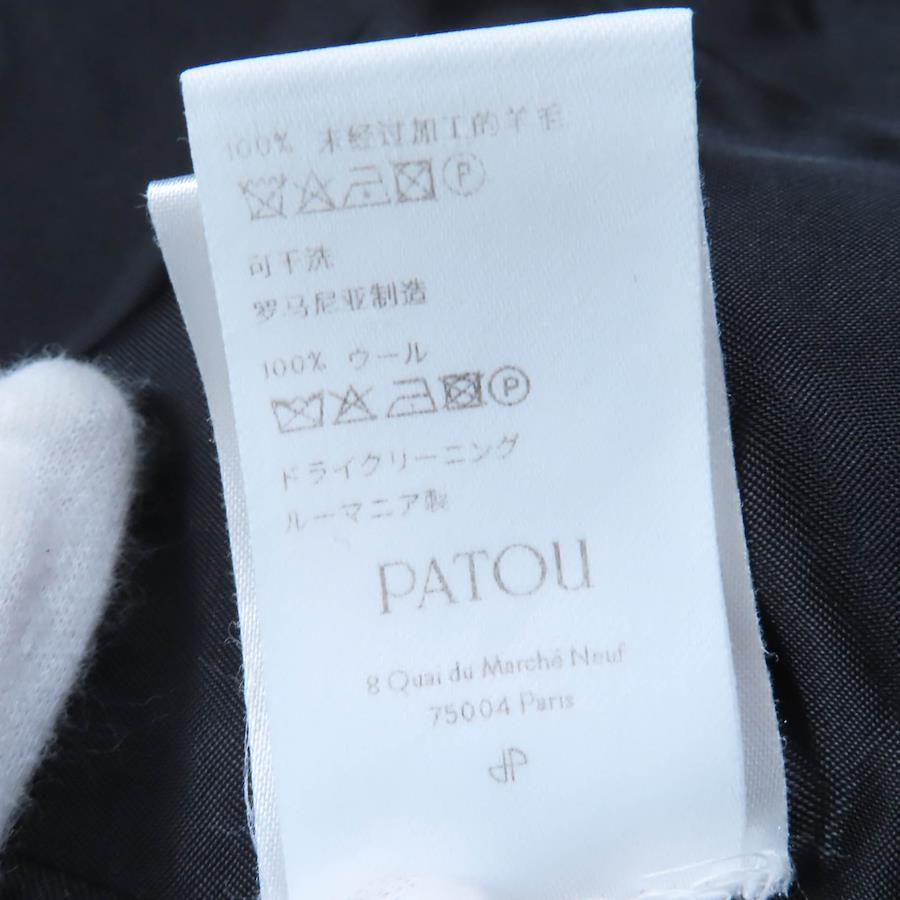 100% 未经过加工的羊毛
P
可干洗
罗马尼亚制造
100% ウール
P
ドライクリーニング
ルーマニア製
PATOU
8 Quai du Marché Neuf
75004 Paris
JP